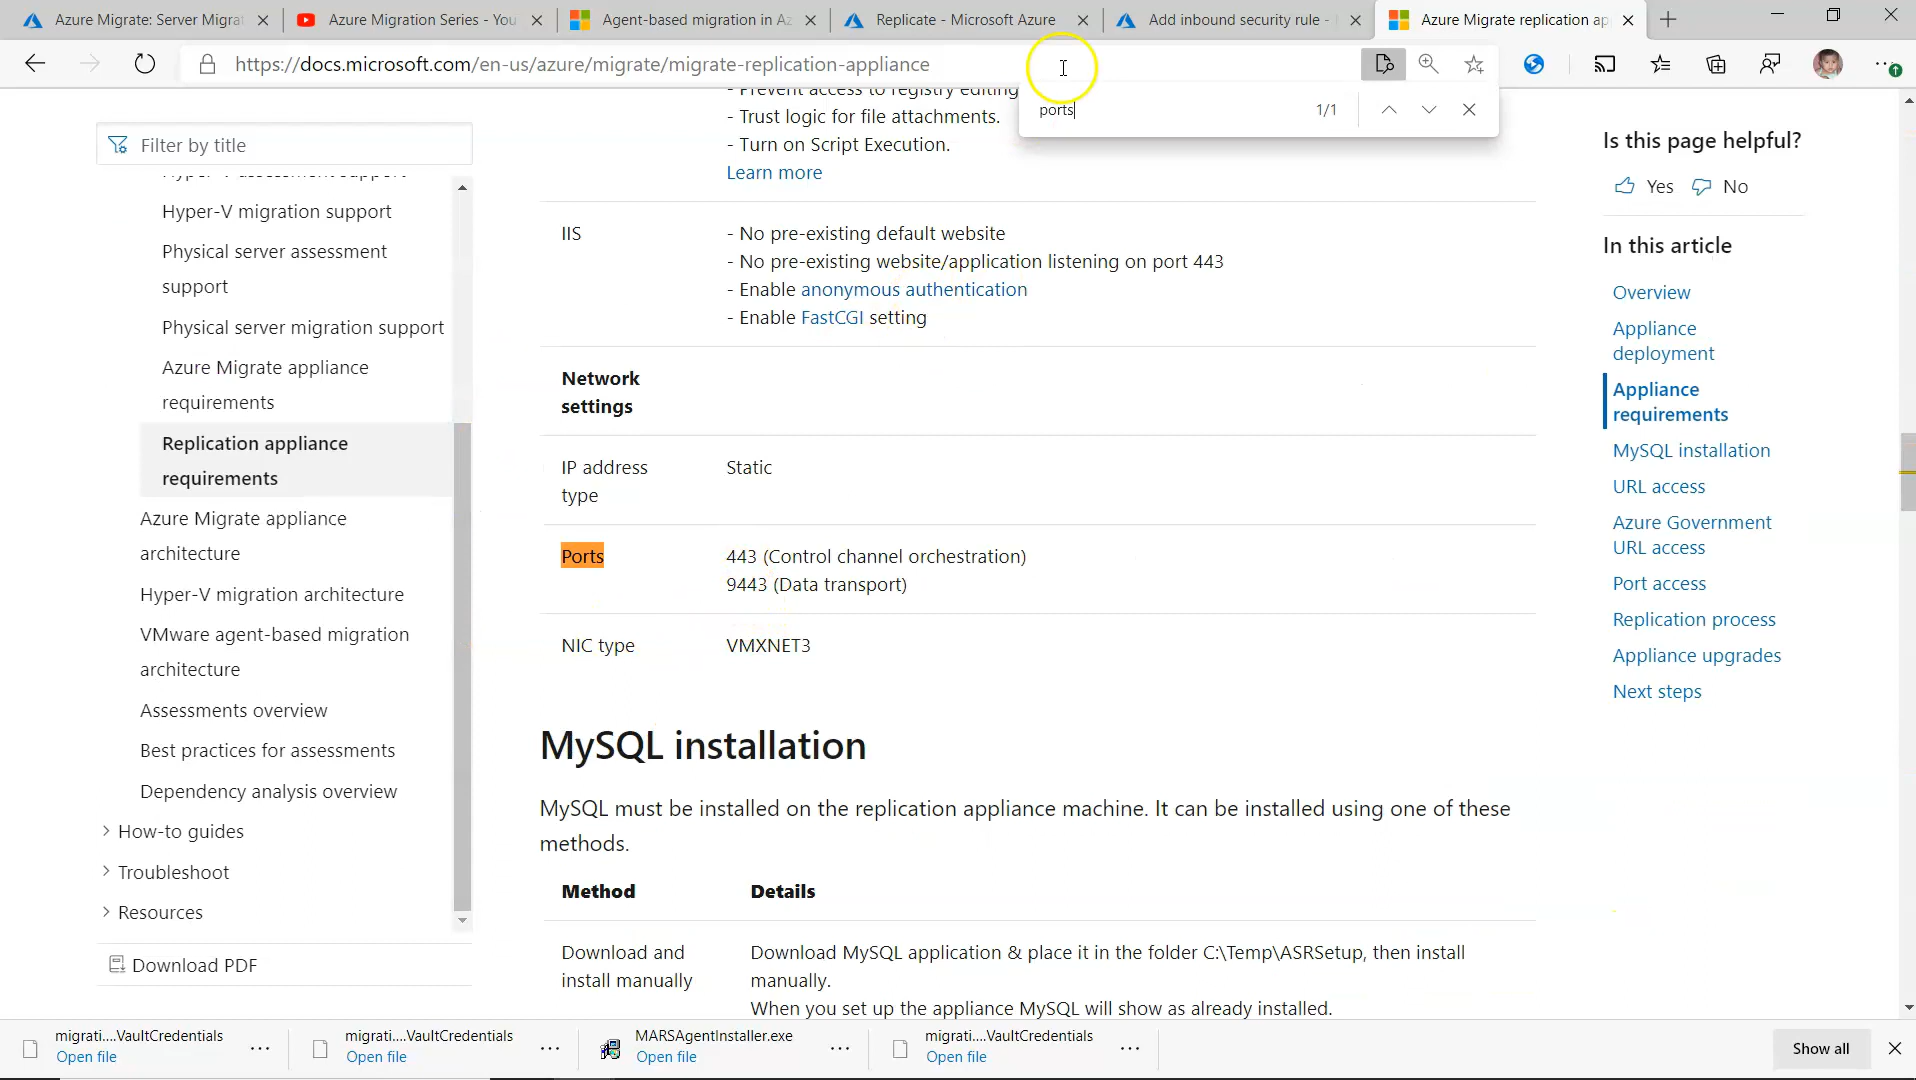 Azure Migrate: Server Migrat
Azure Migration Series - You
Agent-based migration in Az
Replicate - Microsoft Azure
Add inbound security rule -
Azure Migrate replication ap
https://docs.microsoft.com/en-us/azure/migrate/migrate-replication-appliance
ports
1/1
Filter by title
Hyper-V assessment support
Hyper-V migration support
Physical server assessment
support
Physical server migration support
Azure Migrate appliance
requirements
Replication appliance
requirements
Azure Migrate appliance
architecture
Hyper-V migration architecture
VMware agent-based migration
architecture
Assessments overview
Best practices for assessments
Dependency analysis overview
How-to guides
Troubleshoot
Resources
Download PDF
- Prevent access to registry editing
- Trust logic for file attachments.
- Turn on Script Execution.
Learn more
IIS
- No pre-existing default website
- No pre-existing website/application listening on port 443
- Enable anonymous authentication
- Enable FastCGI setting
Network
settings
IP address
type
Static
Ports
443 (Control channel orchestration)
9443 (Data transport)
NIC type
VMXNET3
MySQL installation
MySQL must be installed on the replication appliance machine. It can be installed using one of these
methods.
Method
Details
Download and
install manually
Download MySQL application & place it in the folder C:\Temp\ASRSetup, then install
manually.
When you set up the appliance MySQL will show as already installed.
Is this page helpful?
Yes
No
In this article
Overview
Appliance
deployment
Appliance
requirements
MySQL installation
URL access
Azure Government
URL access
Port access
Replication process
Appliance upgrades
Next steps
migrati....VaultCredentials
Open file
migrati....VaultCredentials
Open file
MARSAgentInstaller.exe
Open file
migrati....VaultCredentials
Open file
Show all